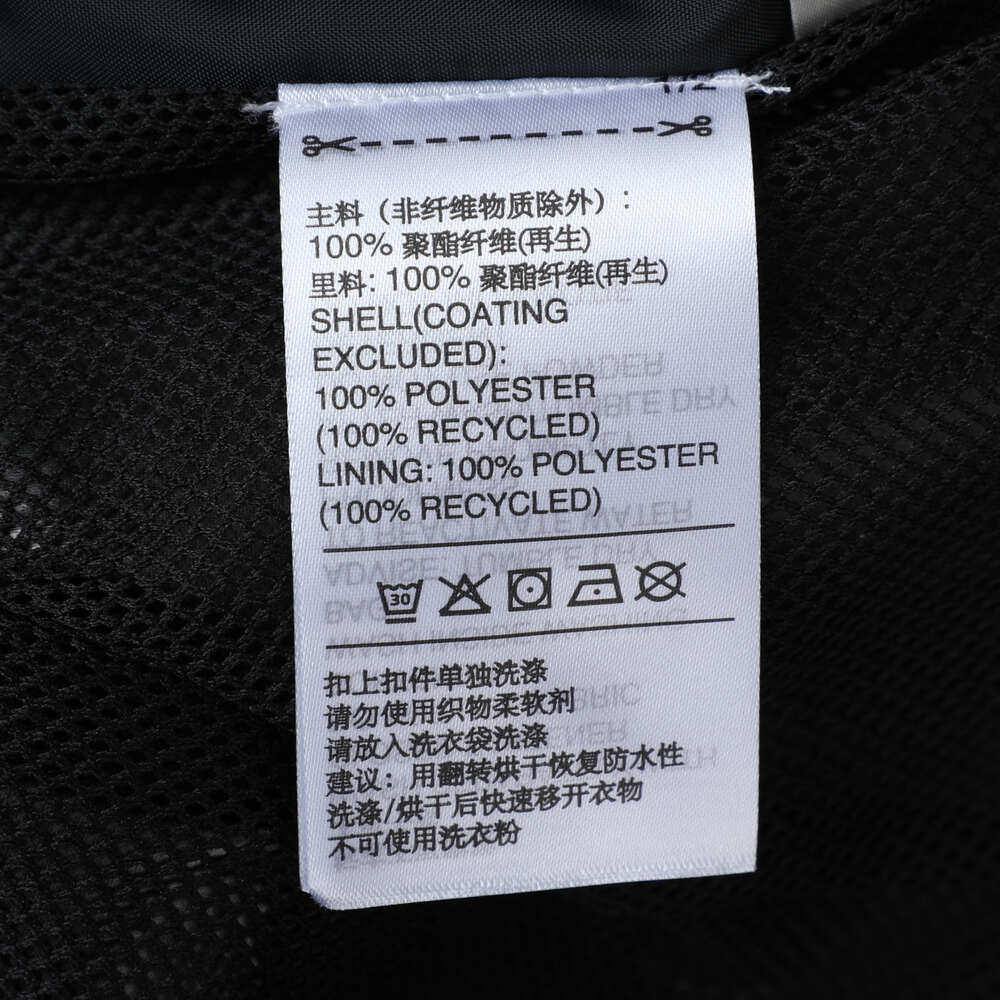 1/2
主料（非纤维物质除外）：
100% 聚酯纤维(再生)
里料: 100% 聚酯纤维(再生)
SHELL(COATING
EXCLUDED):
100% POLYESTER
(100% RECYCLED)
LINING: 100% POLYESTER
(100% RECYCLED)
30
扣上扣件单独洗涤
请勿使用织物柔软剂
请放入洗衣袋洗涤
建议：用翻转烘干恢复防水性
洗涤/烘干后快速移开衣物
不可使用洗衣粉